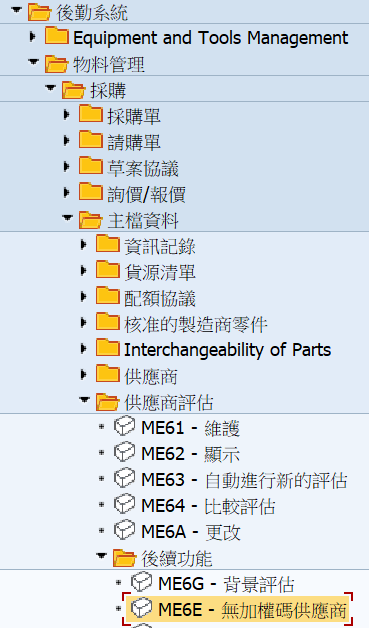 後勤系統
Equipment and Tools Management
物料管理
採購
採購單
請購單
草案協議
詢價/報價
主檔資料
資訊記錄
貨源清單
配額協議
核准的製造商零件
Interchangeability of Parts
供應商
供應商評估
ME61 - 維護
ME62 - 顯示
ME63 - 自動進行新的評估
ME64 - 比較評估
ME6A - 更改
後續功能
ME6G - 背景評估
ME6E - 無加權碼供應商